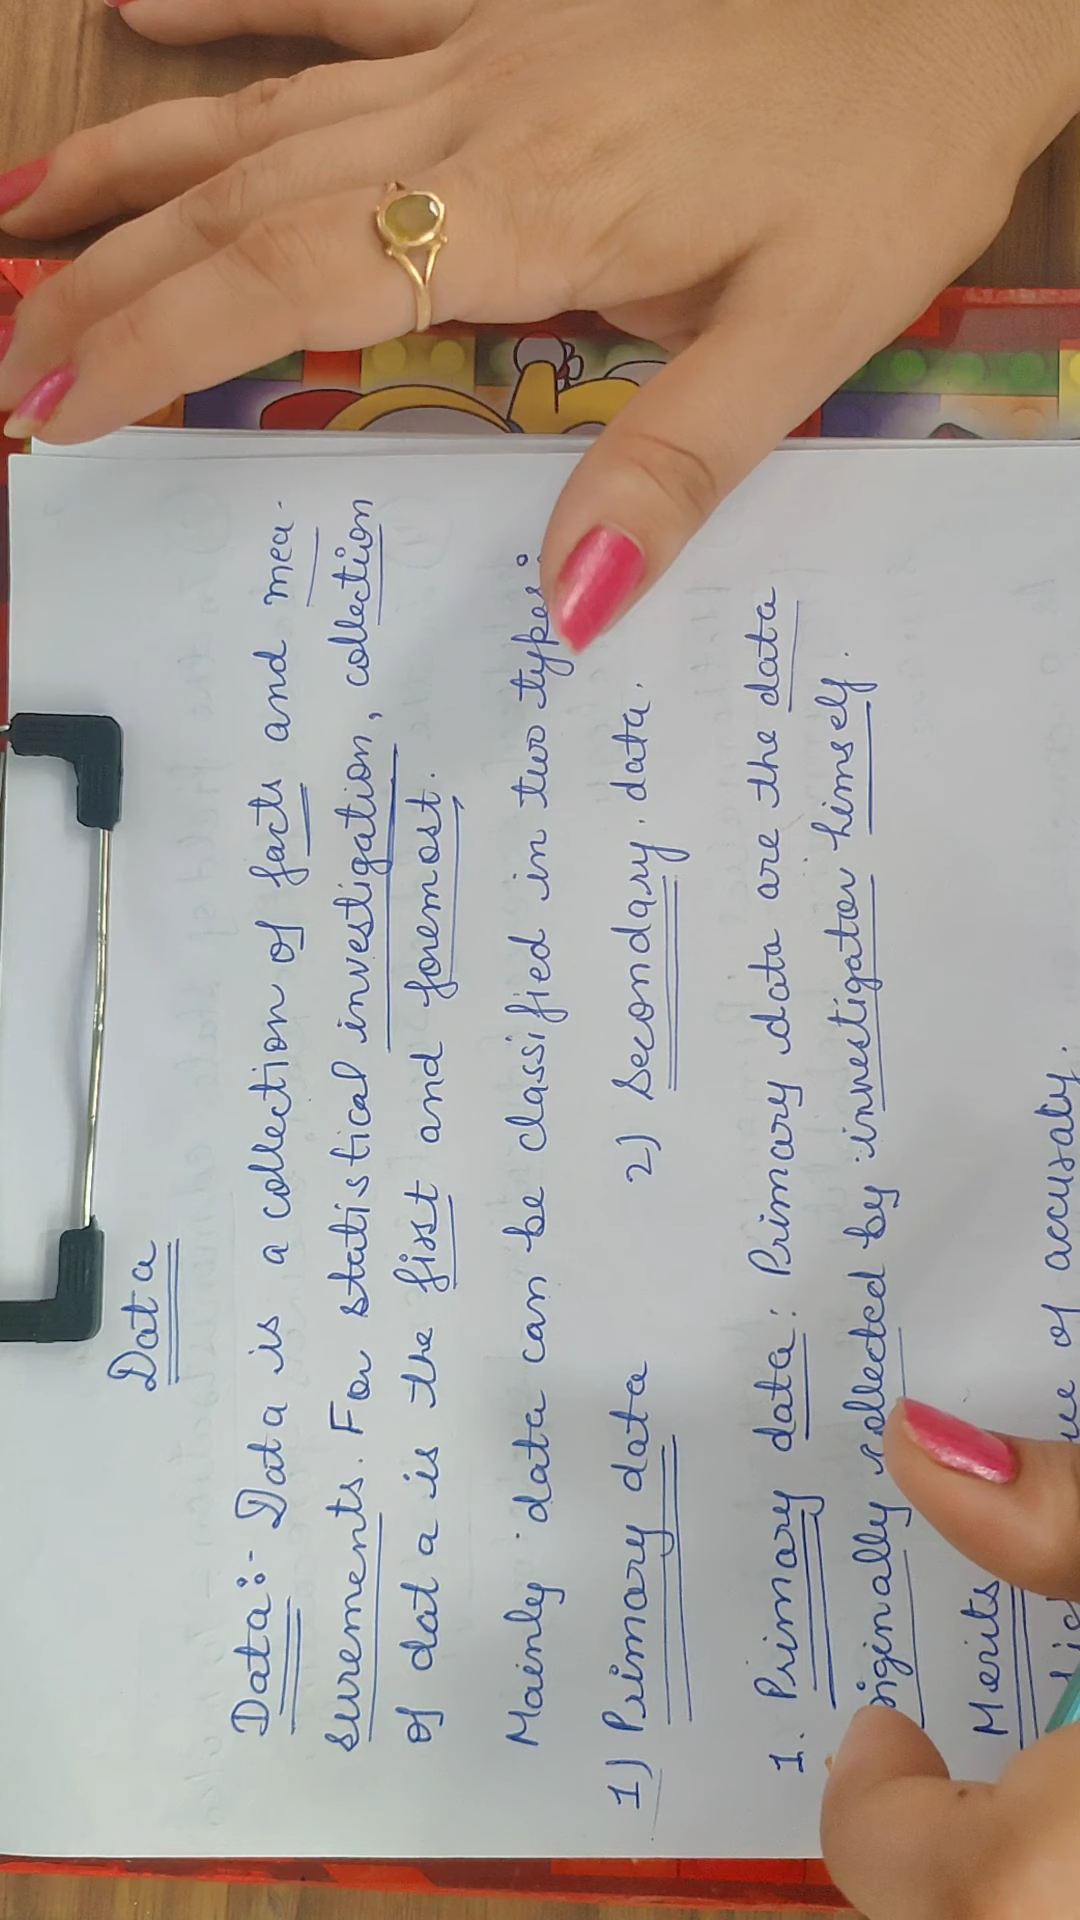 Data
Data:- Data is a collection of facts and mea-
surements. For statistical investigation, collection
of data is the first and foremost.
Mainly data can be classified in two types:
1) Primary data 2) Secondary data.
1. Primary data: Primary data are the data
originally collected by investigator himself.
Merits
of accuraty.